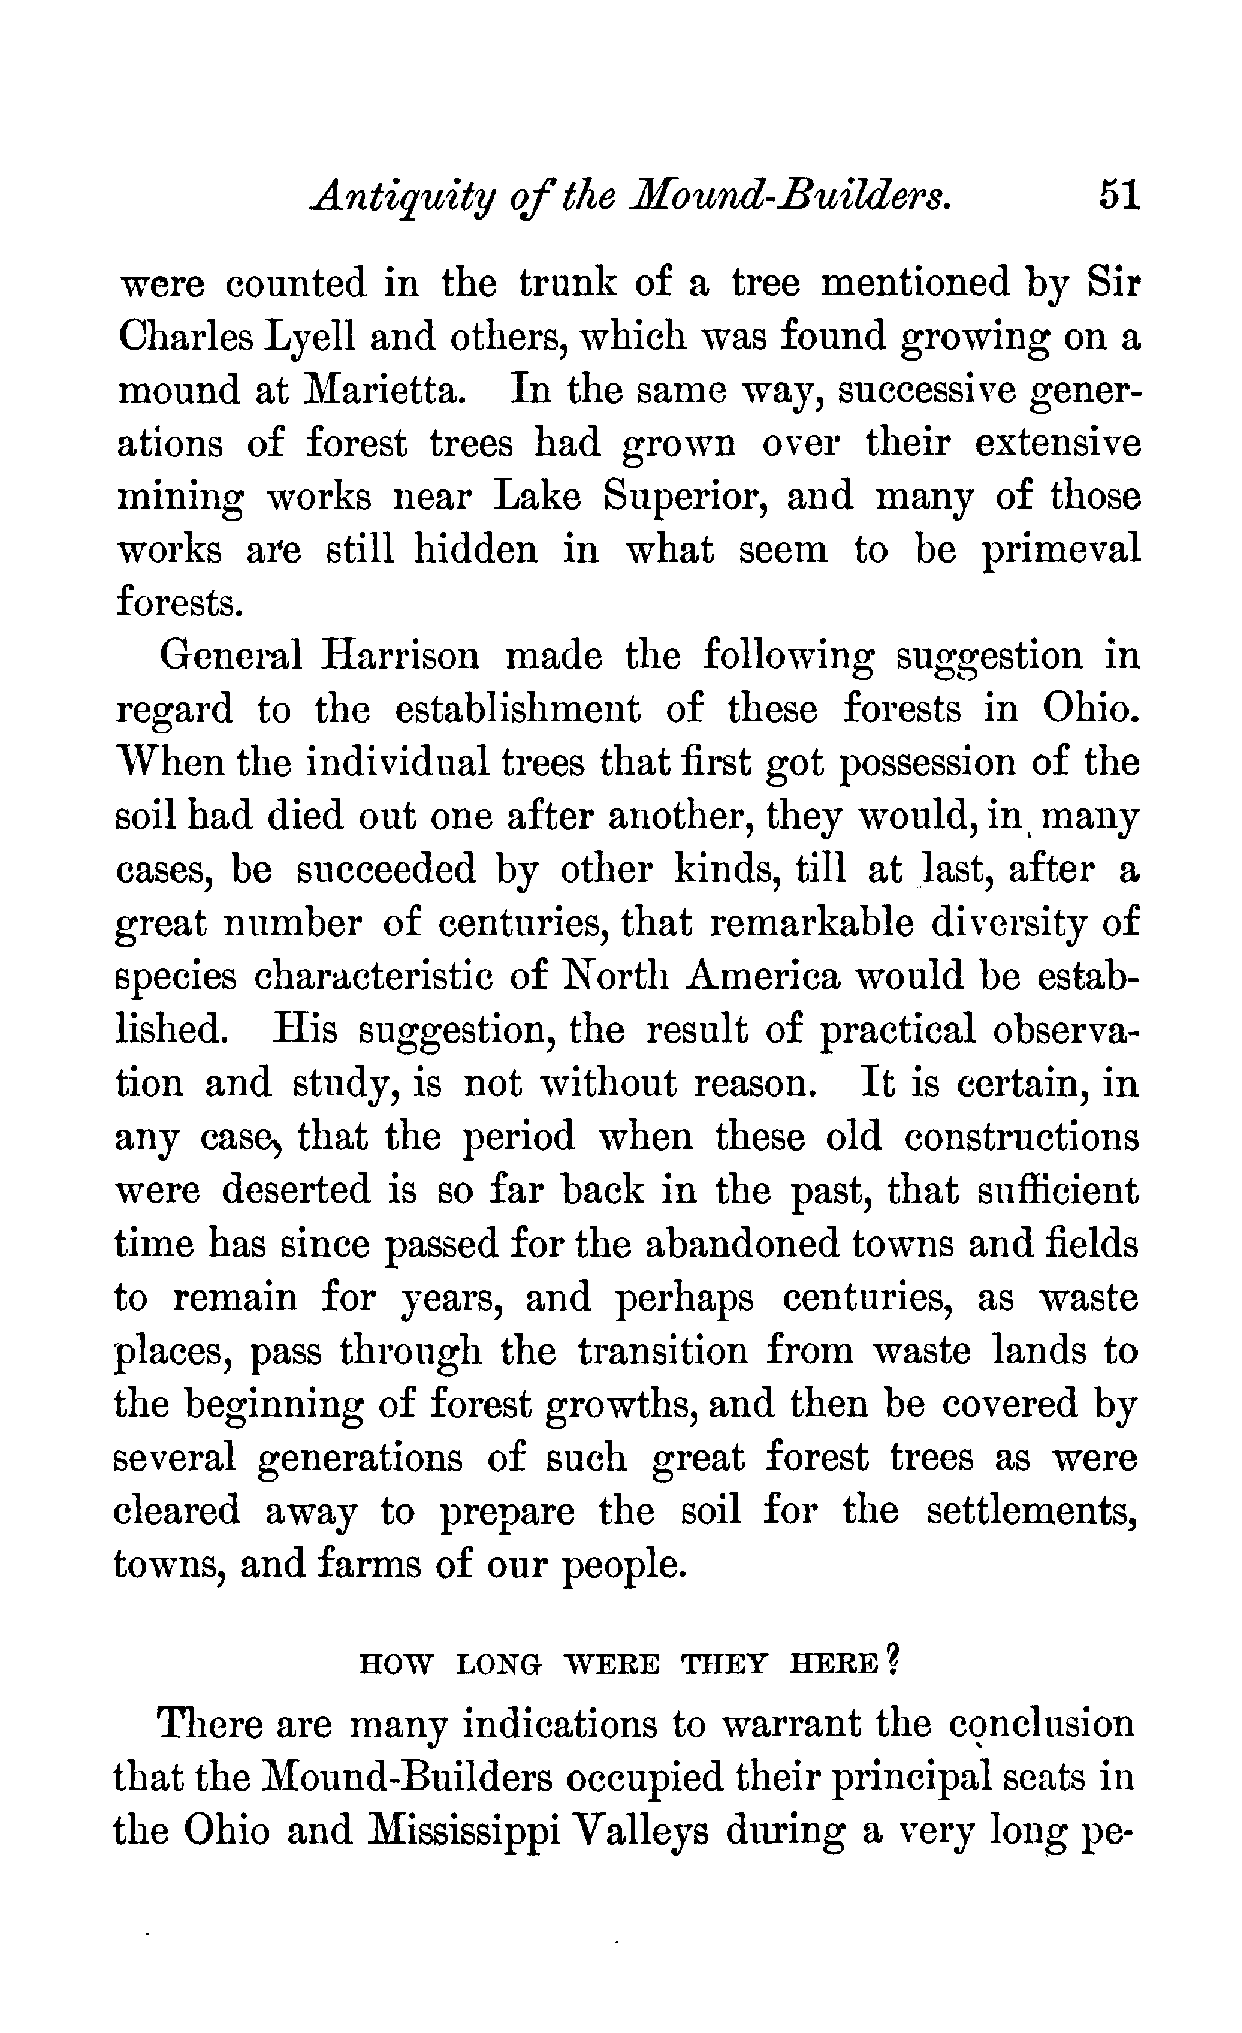 Antiquity of the Mound-Builders. 51
were counted in the trunk of a tree mentioned by Sir
Charles Lyell and others, which was found growing on a
mound at Marietta. In the same way, successive gener-
ations of forest trees had grown over their extensive
mining works near Lake Superior, and many of those
works are still hidden in what seem to be primeval
forests.
General Harrison made the following suggestion in
regard to the establishment of these forests in Ohio.
When the individual trees that first got possession of the
soil had died out one after another, they would, in many
cases, be succeeded by other kinds, till at last, after a
great number of centuries, that remarkable diversity of
species characteristic of North America would be estab-
lished. His suggestion, the result of practical observa-
tion and study, is not without reason. It is certain, in
any case, that the period when these old constructions
were deserted is so far back in the past, that sufficient
time has since passed for the abandoned towns and fields
to remain for years, and perhaps centuries, as waste
places, pass through the transition from waste lands to
the beginning of forest growths, and then be covered by
several generations of such great forest trees as were
cleared away to prepare the soil for the settlements,
towns, and farms of our people.
HOW LONG WERE THEY HERE?
There are many indications to warrant the conclusion
that the Mound-Builders occupied their principal seats in
the Ohio and Mississippi Valleys during a very long pe-